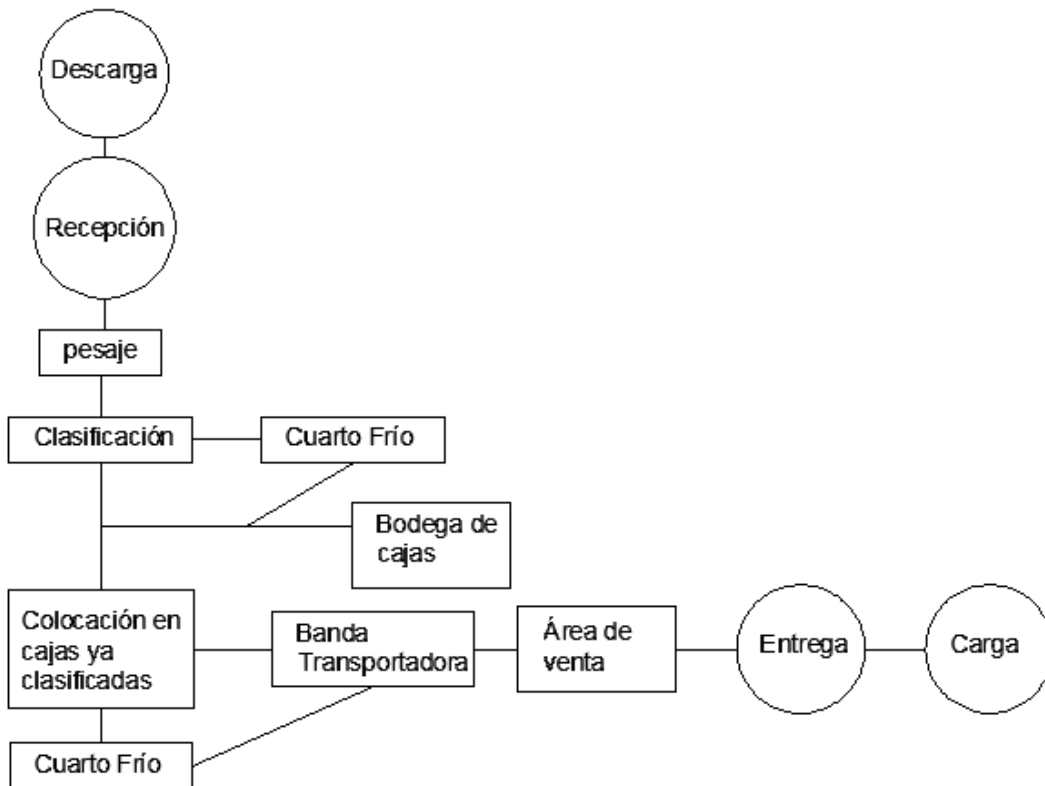 Descarga
Recepción
pesaje
Clasificación
Cuarto Frío
Bodega de
cajas
Colocación en
cajas ya
clasificadas
Banda
Transportadora
Área de
venta
Entrega
Carga
Cuarto Frío